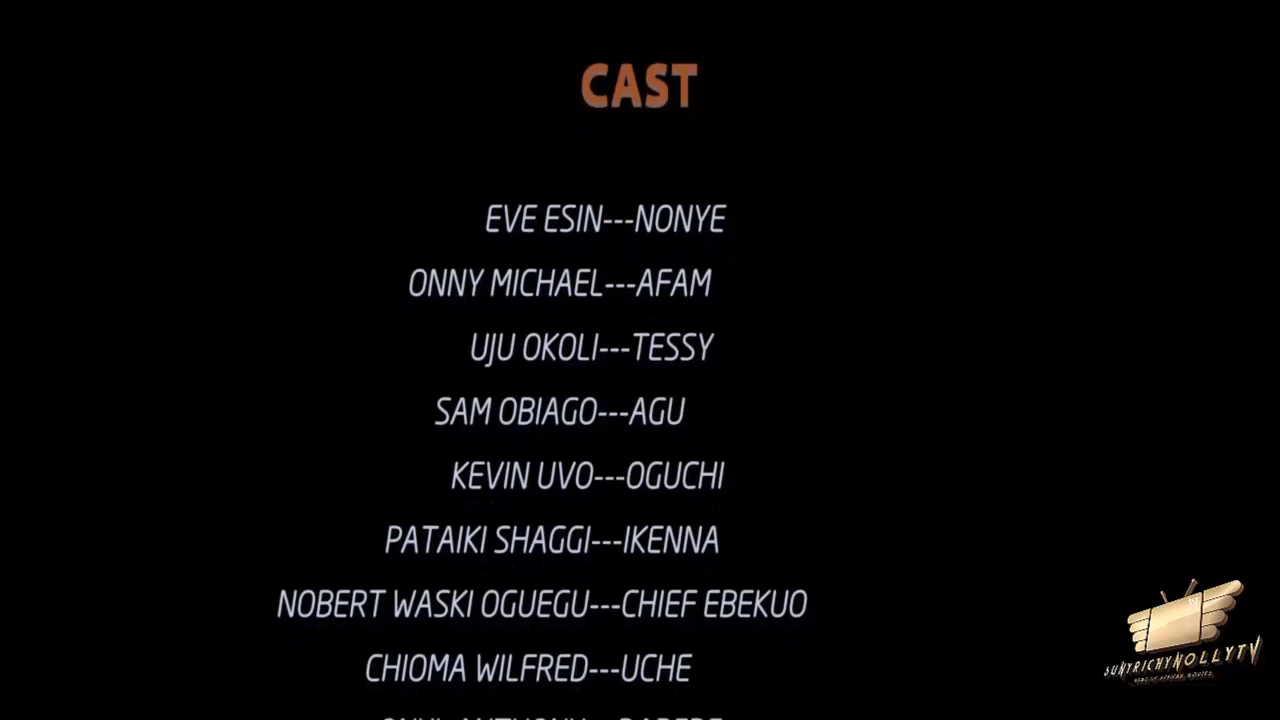 CAST
EVE ESIN---NONYE
ONNY MICHAEL---AFAM
UJU OKOLI---TESSY
SAM OBIAGO---AGU
KEVIN UVO---OGUCHI
PATAIKI SHAGGI---IKENNA
NOBERT WASKI OGUEGU---CHIEF EBEKUO
CHIOMA WILFRED---UCHE
SUNYRICHYNOLLYTV